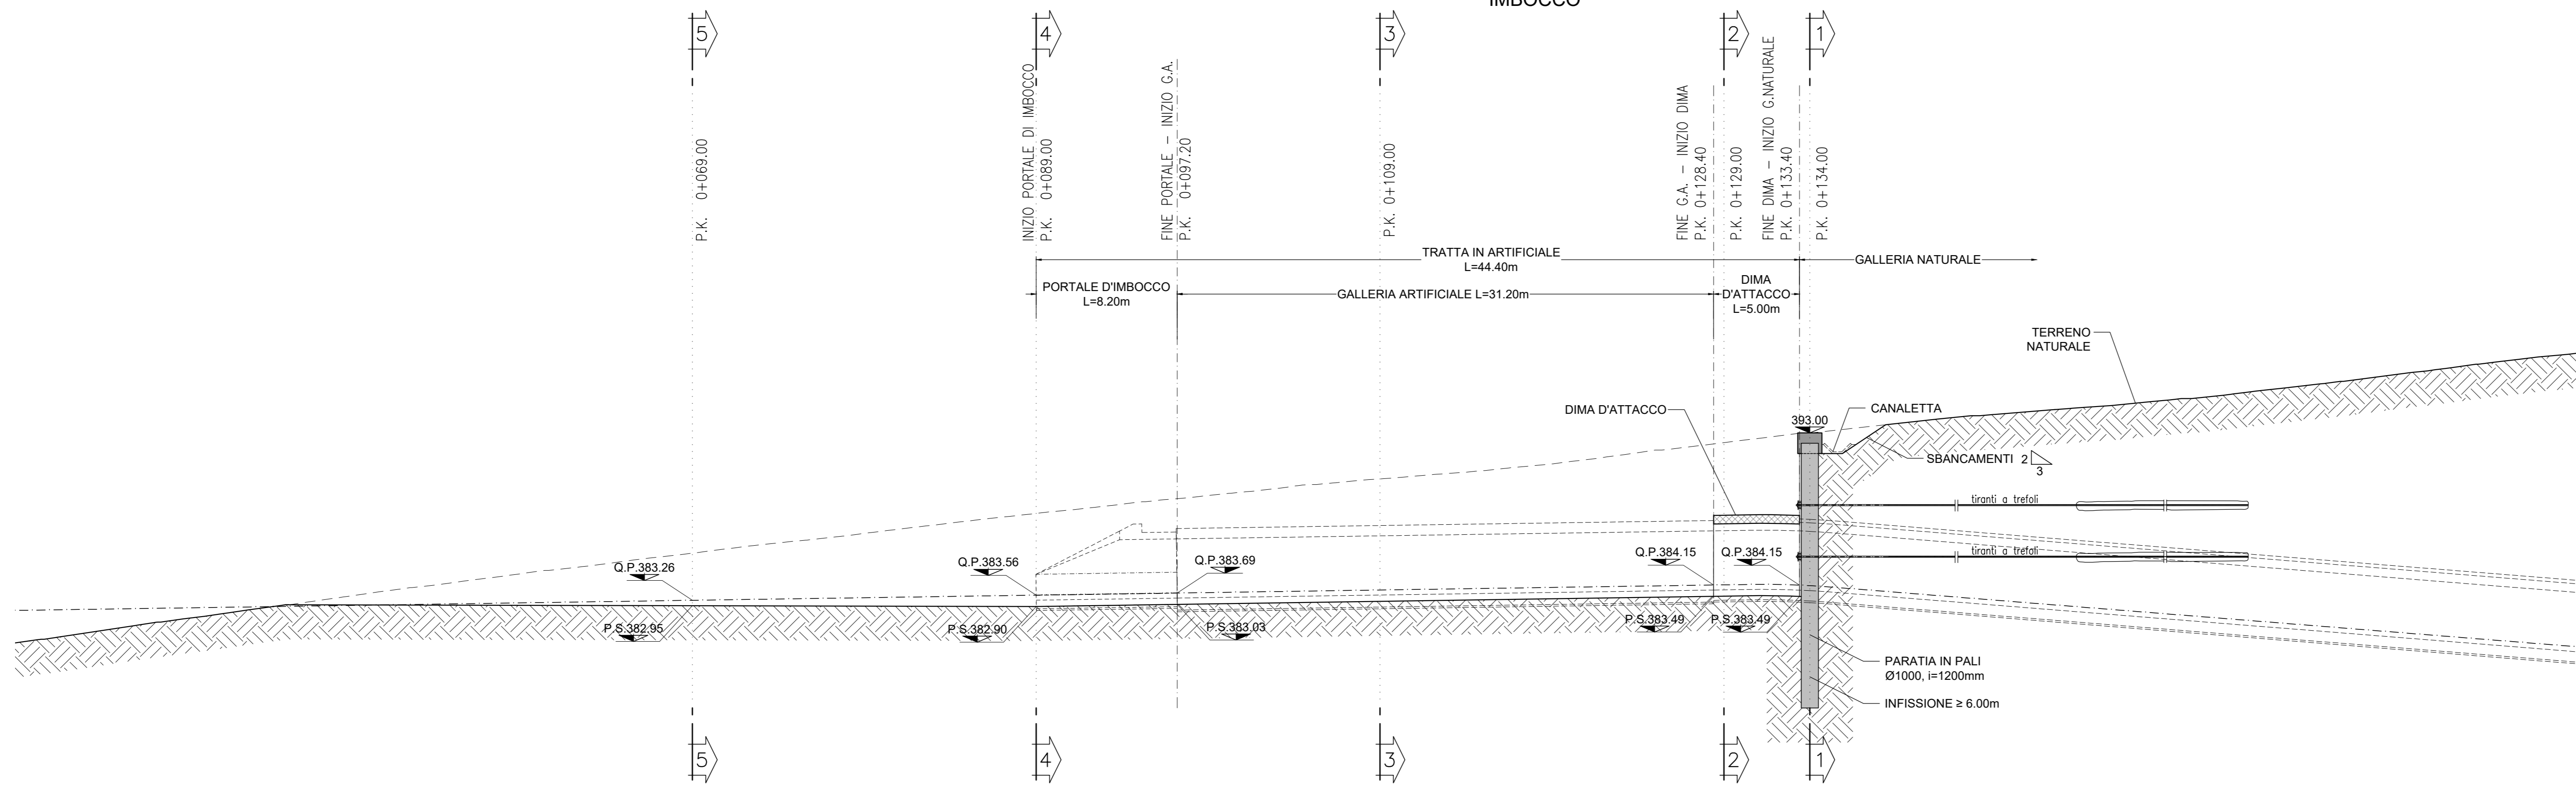 IMBOCCO
5
4
3
2
1
P.K. 0+069.00
INIZIO PORTALE DI IMBOCCO
P.K. 0+089.00
FINE PORTALE - INIZIO G.A.
P.K. 0+097.20
P.K. 0+109.00
FINE G.A. - INIZIO DIMA
P.K. 0+128.40
P.K. 0+129.00
FINE DIMA - INIZIO G.NATURALE
P.K. 0+133.40
P.K. 0+134.00
TRATTA IN ARTIFICIALE
L=44.40m
GALLERIA NATURALE
PORTALE D'IMBOCCO
L=8.20m
GALLERIA ARTIFICIALE L=31.20m
DIMA
D'ATTACCO
L=5.00m
TERRENO
NATURALE
DIMA D'ATTACCO
CANALETTA
393.00
SBANCAMENTI 2
3
tiranti a trefoli
tiranti a trefoli
Q.P.383.26
Q.P.383.56
Q.P.383.69
Q.P.384.15
Q.P.384.15
P.S.382.95
P.S.382.90
P.S.383.03
P.S.383.49
P.S.383.49
PARATIA IN PALI
Ø1000, i=1200mm
INFISSIONE ≥ 6.00m
5
4
3
2
1